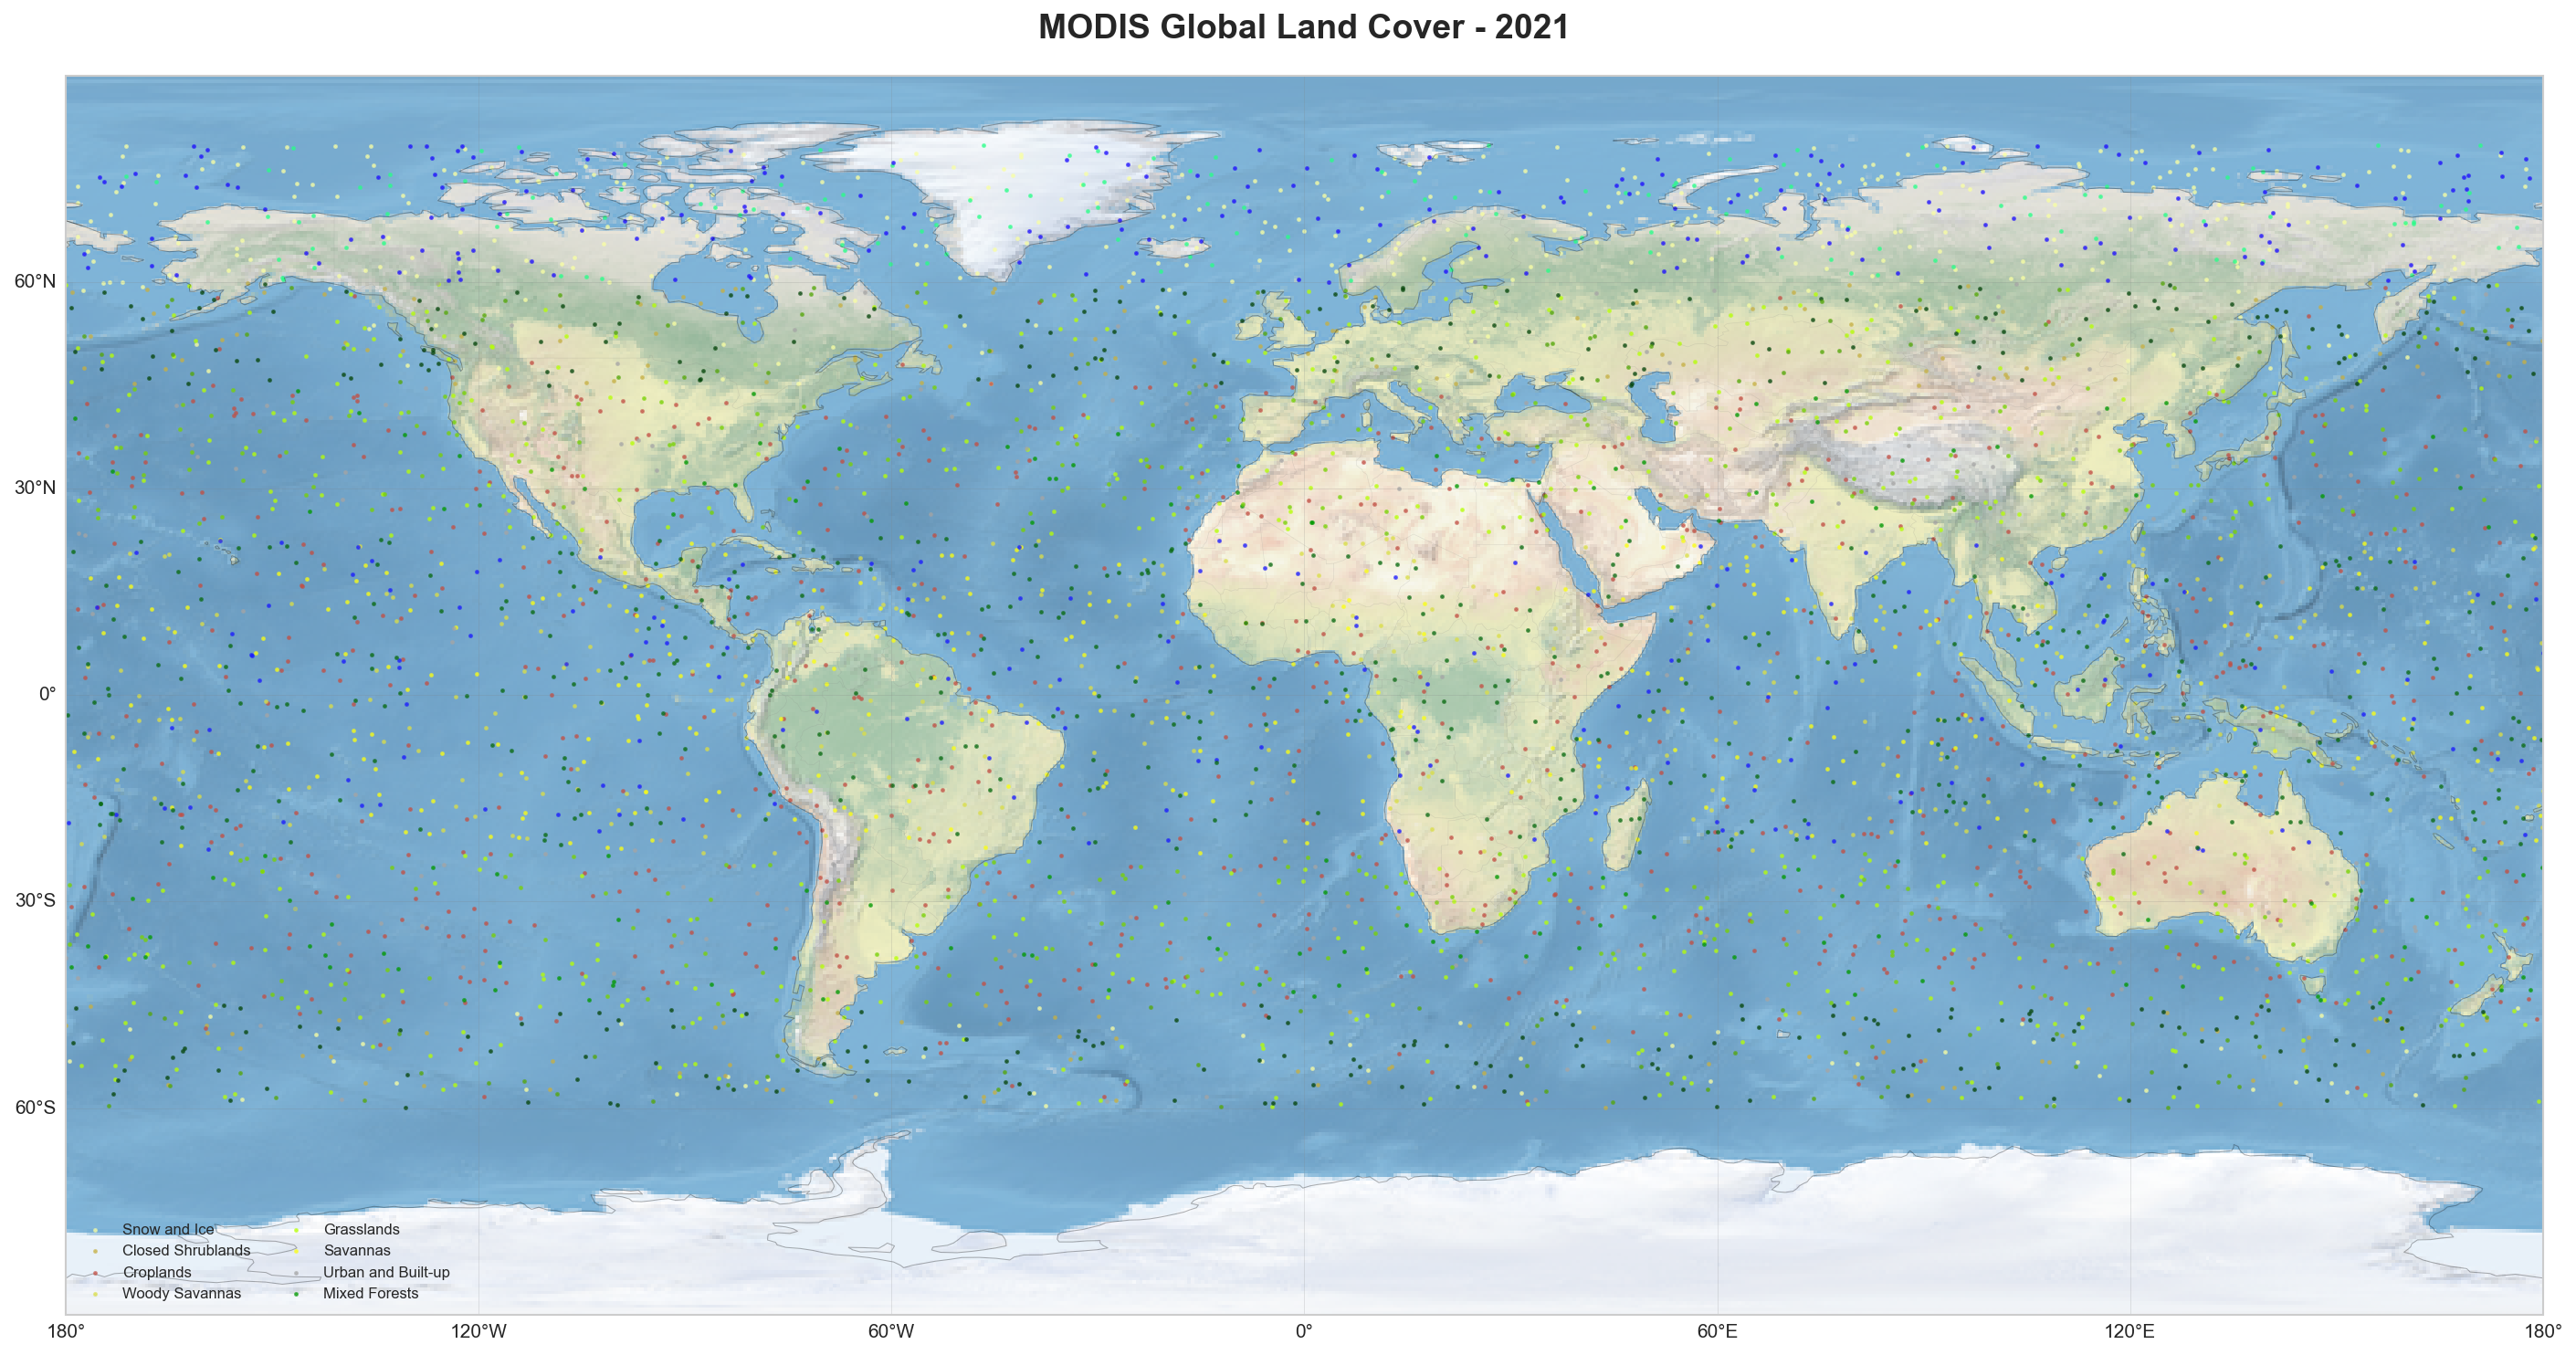 MODIS Global Land Cover - 2021
60°N
30°N
0°
30°S
60°S
Snow and Ice
Closed Shrublands
Croplands
Woody Savannas
Grasslands
Savannas
Urban and Built-up
Mixed Forests
180°
120°W
60°W
0°
60°E
120°E
180°